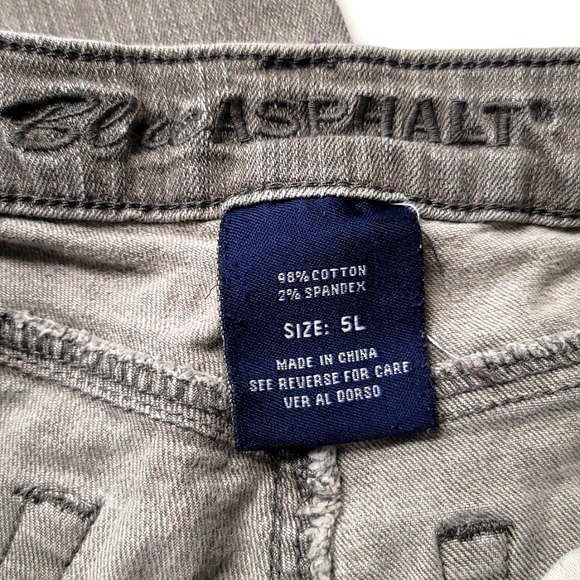 Blue ASPHALT
98% COTTON
2% SPANDEX
SIZE: 5L
MADE IN CHINA
SEE REVERSE FOR CARE
VER AL DORSO